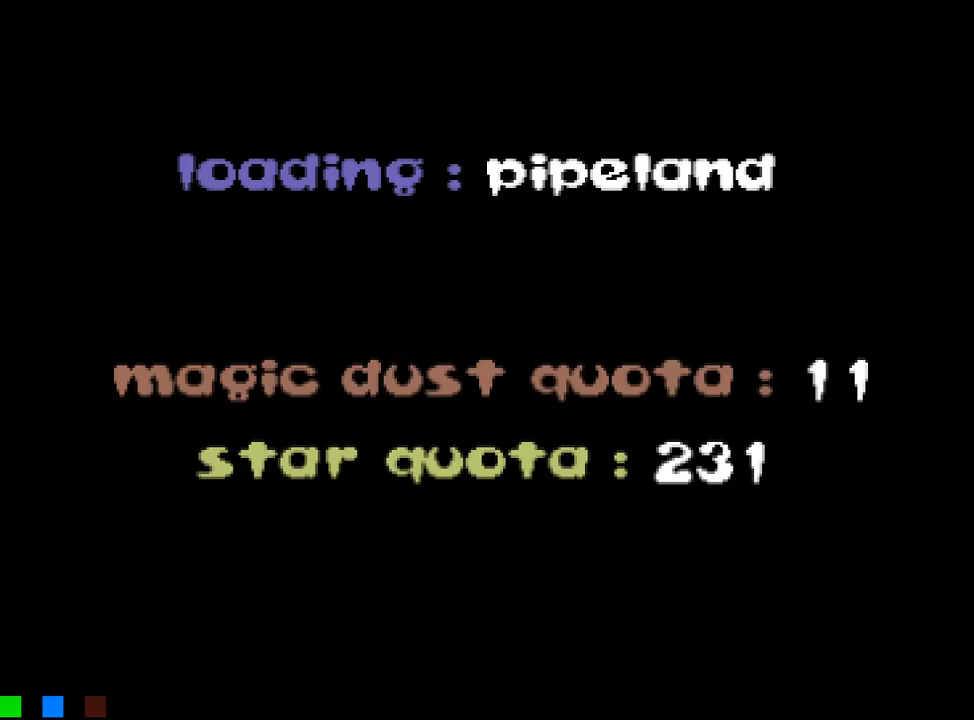 loading : pipeland
magic dust quota : 11
star quota : 231